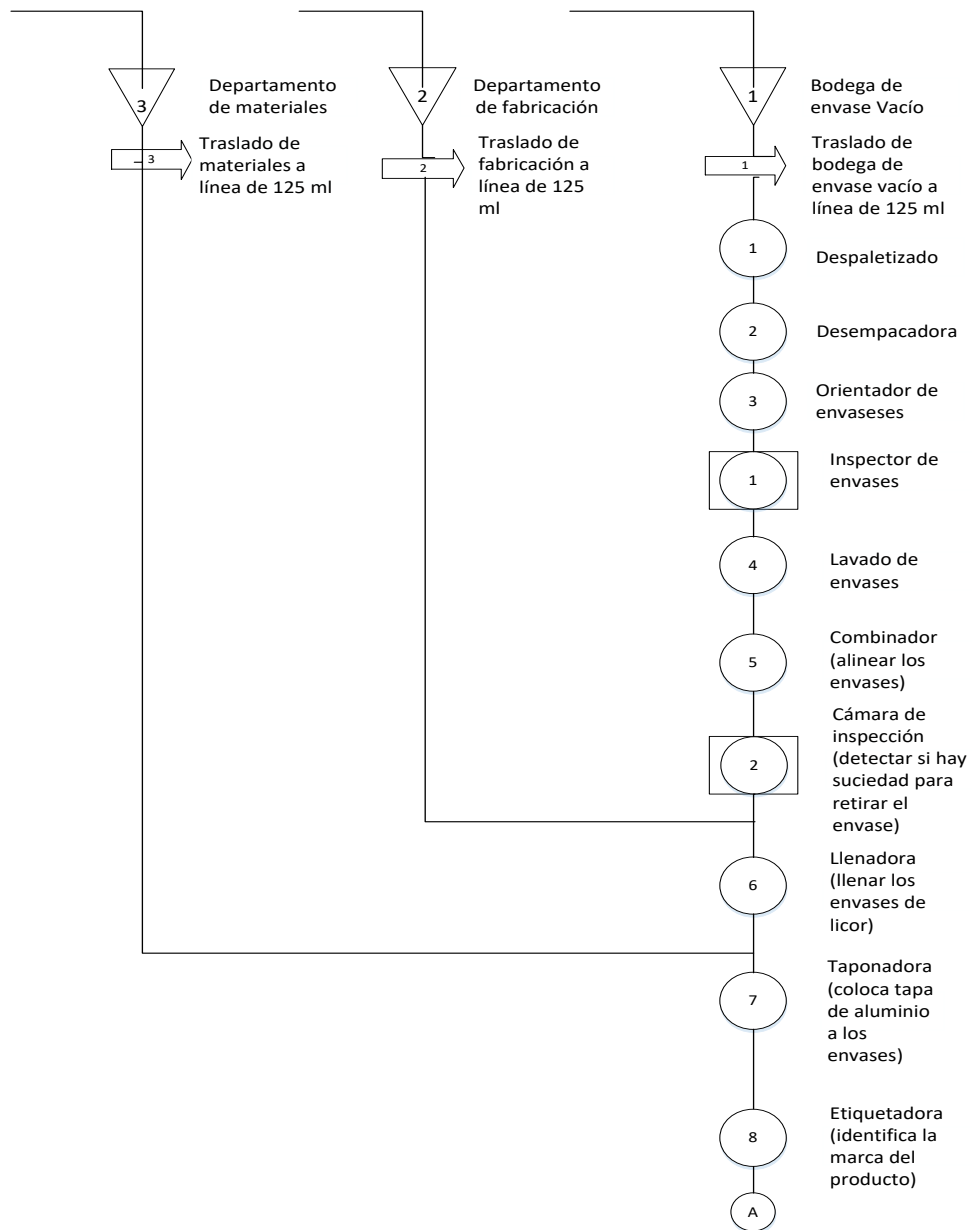 3
Departamento
de materiales
2
Departamento
de fabricación
1
Bodega de
envase Vacío
3
Traslado de
materiales a
línea de 125 ml
2
Traslado de
fabricación a
línea de 125
ml
1
Traslado de
bodega de
envase vacío a
línea de 125 ml
1
Despaletizado
2
Desempacadora
3
Orientador de
envaseses
1
Inspector de
envases
4
Lavado de
envases
5
Combinador
(alinear los
envases)
2
Cámara de
inspección
(detectar si hay
suciedad para
retirar el
envase)
6
Llenadora
(llenar los
envases de
licor)
7
Taponadora
(coloca tapa
de aluminio
a los
envases)
8
Etiquetadora
(identifica la
marca del
producto)
A